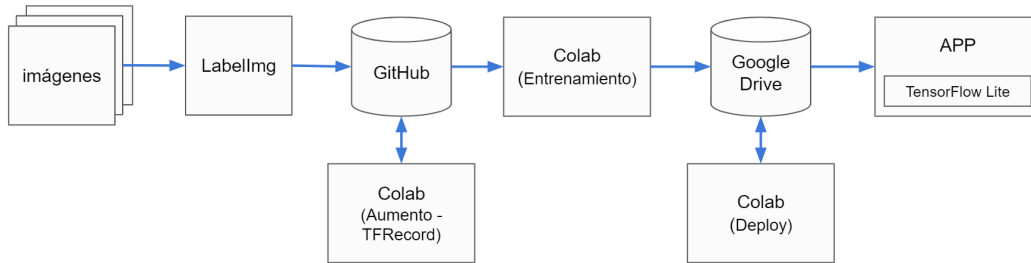 imágenes
LabelImg
GitHub
Colab
(Entrenamiento)
Google
Drive
APP
TensorFlow Lite
Colab
(Aumento -
TFRecord)
Colab
(Deploy)